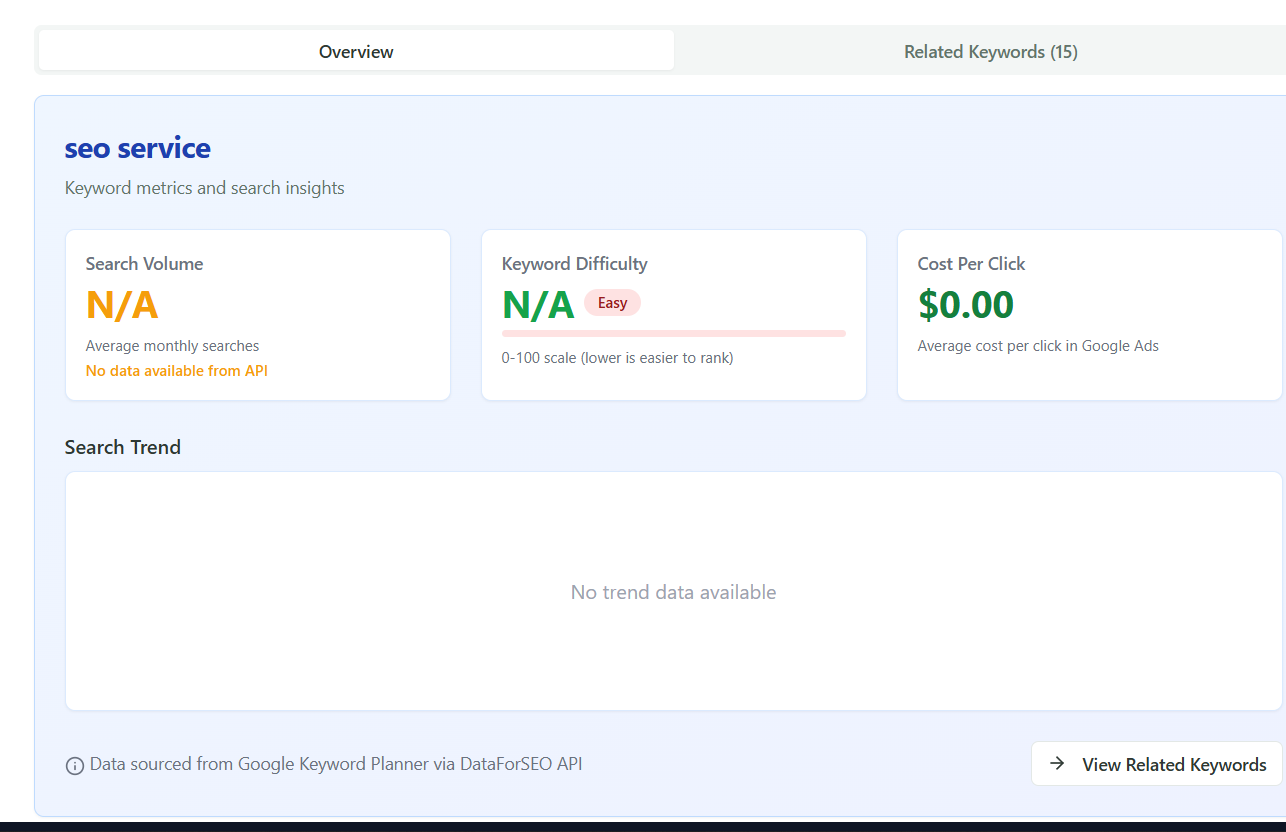 Overview
Related Keywords (15)
seo service
Keyword metrics and search insights
Search Volume
N/A
Average monthly searches
No data available from API
Keyword Difficulty
N/A Easy
0-100 scale (lower is easier to rank)
Cost Per Click
$0.00
Average cost per click in Google Ads
Search Trend
No trend data available
Data sourced from Google Keyword Planner via DataForSEO API
View Related Keywords